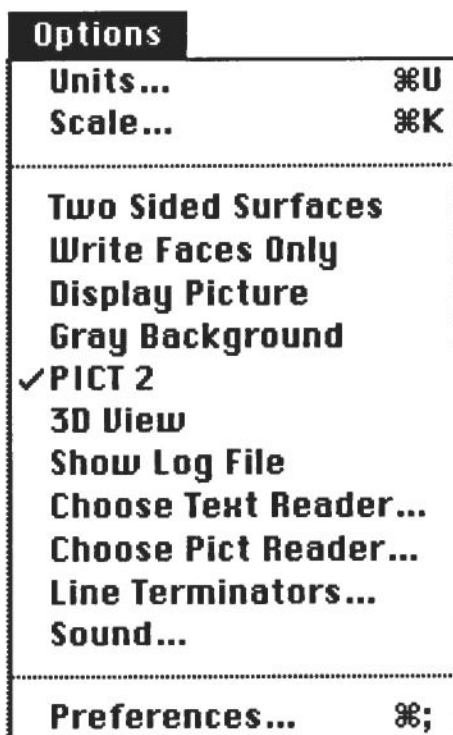 Options
Units... ⌘U
Scale... ⌘K
Two Sided Surfaces
Write Faces Only
Display Picture
Gray Background
✓PICT 2
3D View
Show Log File
Choose Text Reader...
Choose Pict Reader...
Line Terminators...
Sound...
Preferences... ⌘;